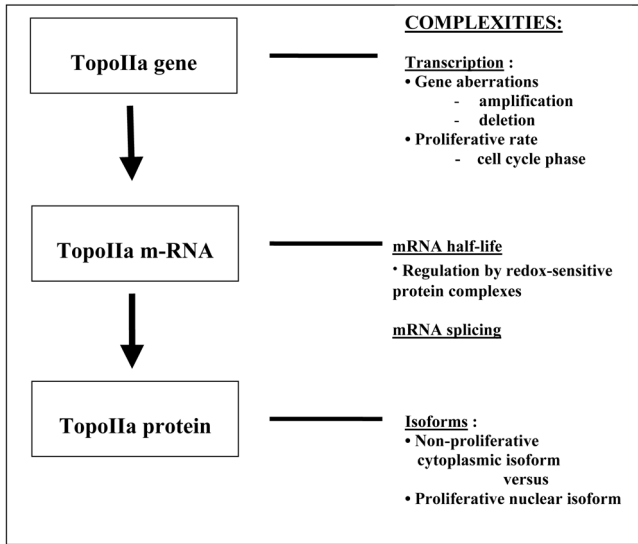 COMPLEXITIES:
TopoIIa gene
Transcription :
• Gene aberrations
- amplification
- deletion
• Proliferative rate
- cell cycle phase
TopoIIa m-RNA
mRNA half-life
• Regulation by redox-sensitive
protein complexes
mRNA splicing
TopoIIa protein
Isoforms :
• Non-proliferative
cytoplasmic isoform
versus
• Proliferative nuclear isoform